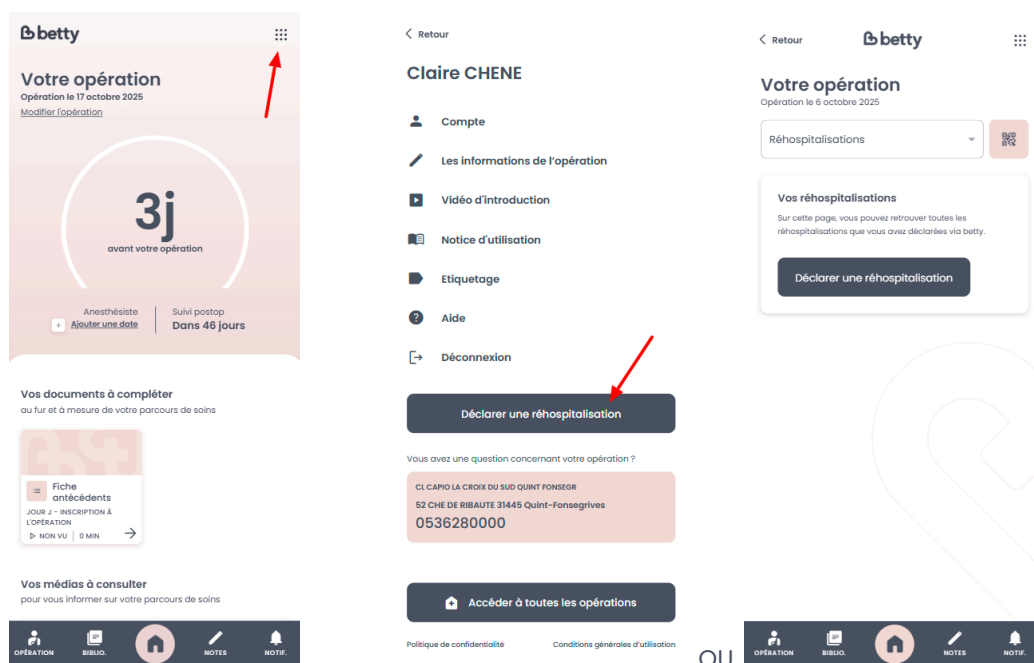 betty
Votre opération
Opération le 17 octobre 2025
Modifier l'opération
3j
avant votre opération
Anesthésiste
+ Ajouter une date
Suivi postop
Dans 46 jours
Vos documents à compléter
au fur et à mesure de votre parcours de soins
Fiche
antécédents
JOUR J - INSCRIPTION À
L'OPÉRATION
NON VU | 0 MIN
Vos médias à consulter
pour vous informer sur votre parcours de soins
OPÉRATION
BIBLIO.
NOTES
NOTIF.
Retour
Claire CHENE
Compte
Les informations de l'opération
Vidéo d'introduction
Notice d'utilisation
Etiquetage
Aide
Déconnexion
Déclarer une réhospitalisation
Vous avez une question concernant votre opération ?
CL CAPIO LA CROIX DU SUD QUINT FONSEGR
52 CHE DE RIBAUTE 31445 Quint-Fonsegrives
0536280000
Accéder à toutes les opérations
Politique de confidentialité
Conditions générales d'utilisation
ou
Retour
betty
Votre opération
Opération le 6 octobre 2025
Réhospitalisations
Vos réhospitalisations
Sur cette page, vous pouvez retrouver toutes les
réhospitalisations que vous avez déclarées via betty.
Déclarer une réhospitalisation
OPÉRATION
BIBLIO.
NOTES
NOTIF.